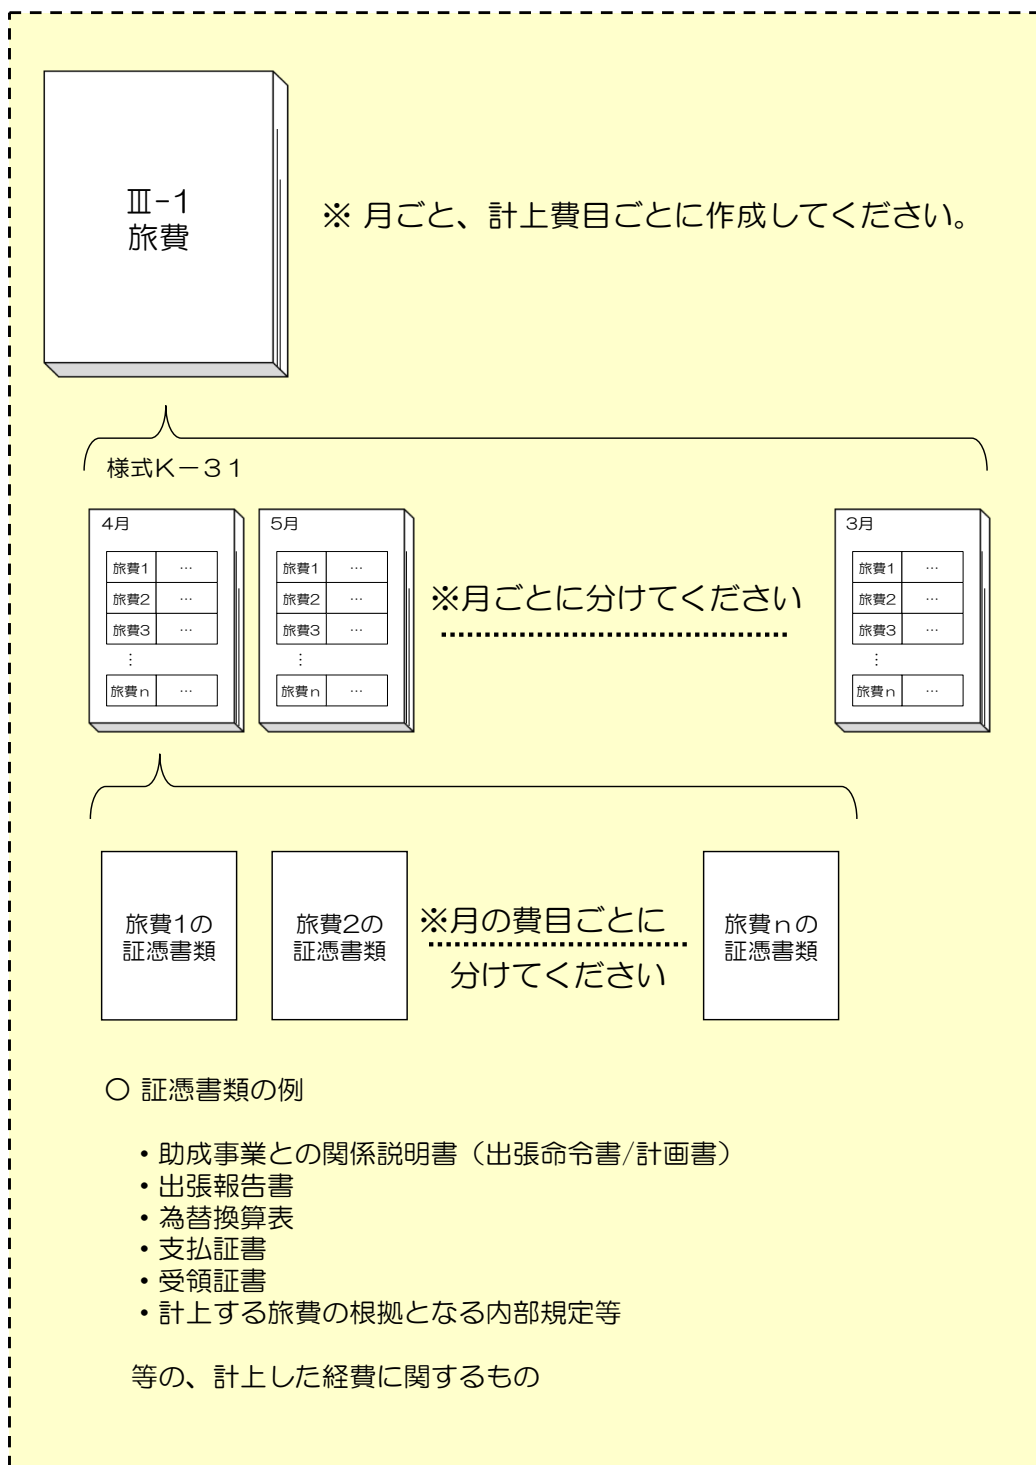 Ⅲ-1
旅費
※ 月ごと、計上費目ごとに作成してください。
様式K－３１
4月
旅費1 …
旅費2 …
旅費3 …
⋮
旅費n …
5月
旅費1 …
旅費2 …
旅費3 …
⋮
旅費n …
※月ごとに分けてください
3月
旅費1 …
旅費2 …
旅費3 …
⋮
旅費n …
旅費1の
証憑書類
旅費2の
証憑書類
※月の費目ごとに
分けてください
旅費nの
証憑書類
○ 証憑書類の例
・助成事業との関係説明書（出張命令書/計画書）
・出張報告書
・為替換算表
・支払証書
・受領証書
・計上する旅費の根拠となる内部規定等
等の、計上した経費に関するもの